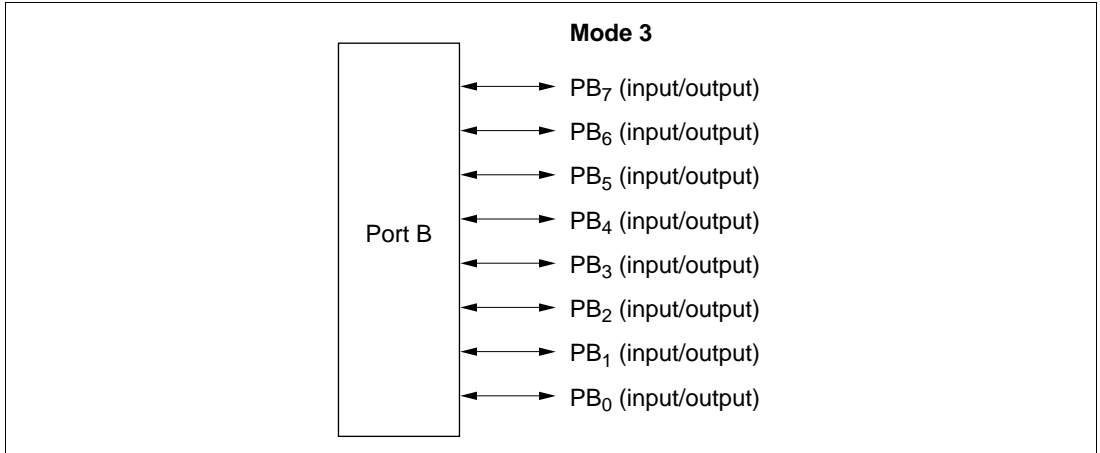 Mode 3
PB7 (input/output)
PB6 (input/output)
PB5 (input/output)
PB4 (input/output)
Port B
PB3 (input/output)
PB2 (input/output)
PB1 (input/output)
PB0 (input/output)